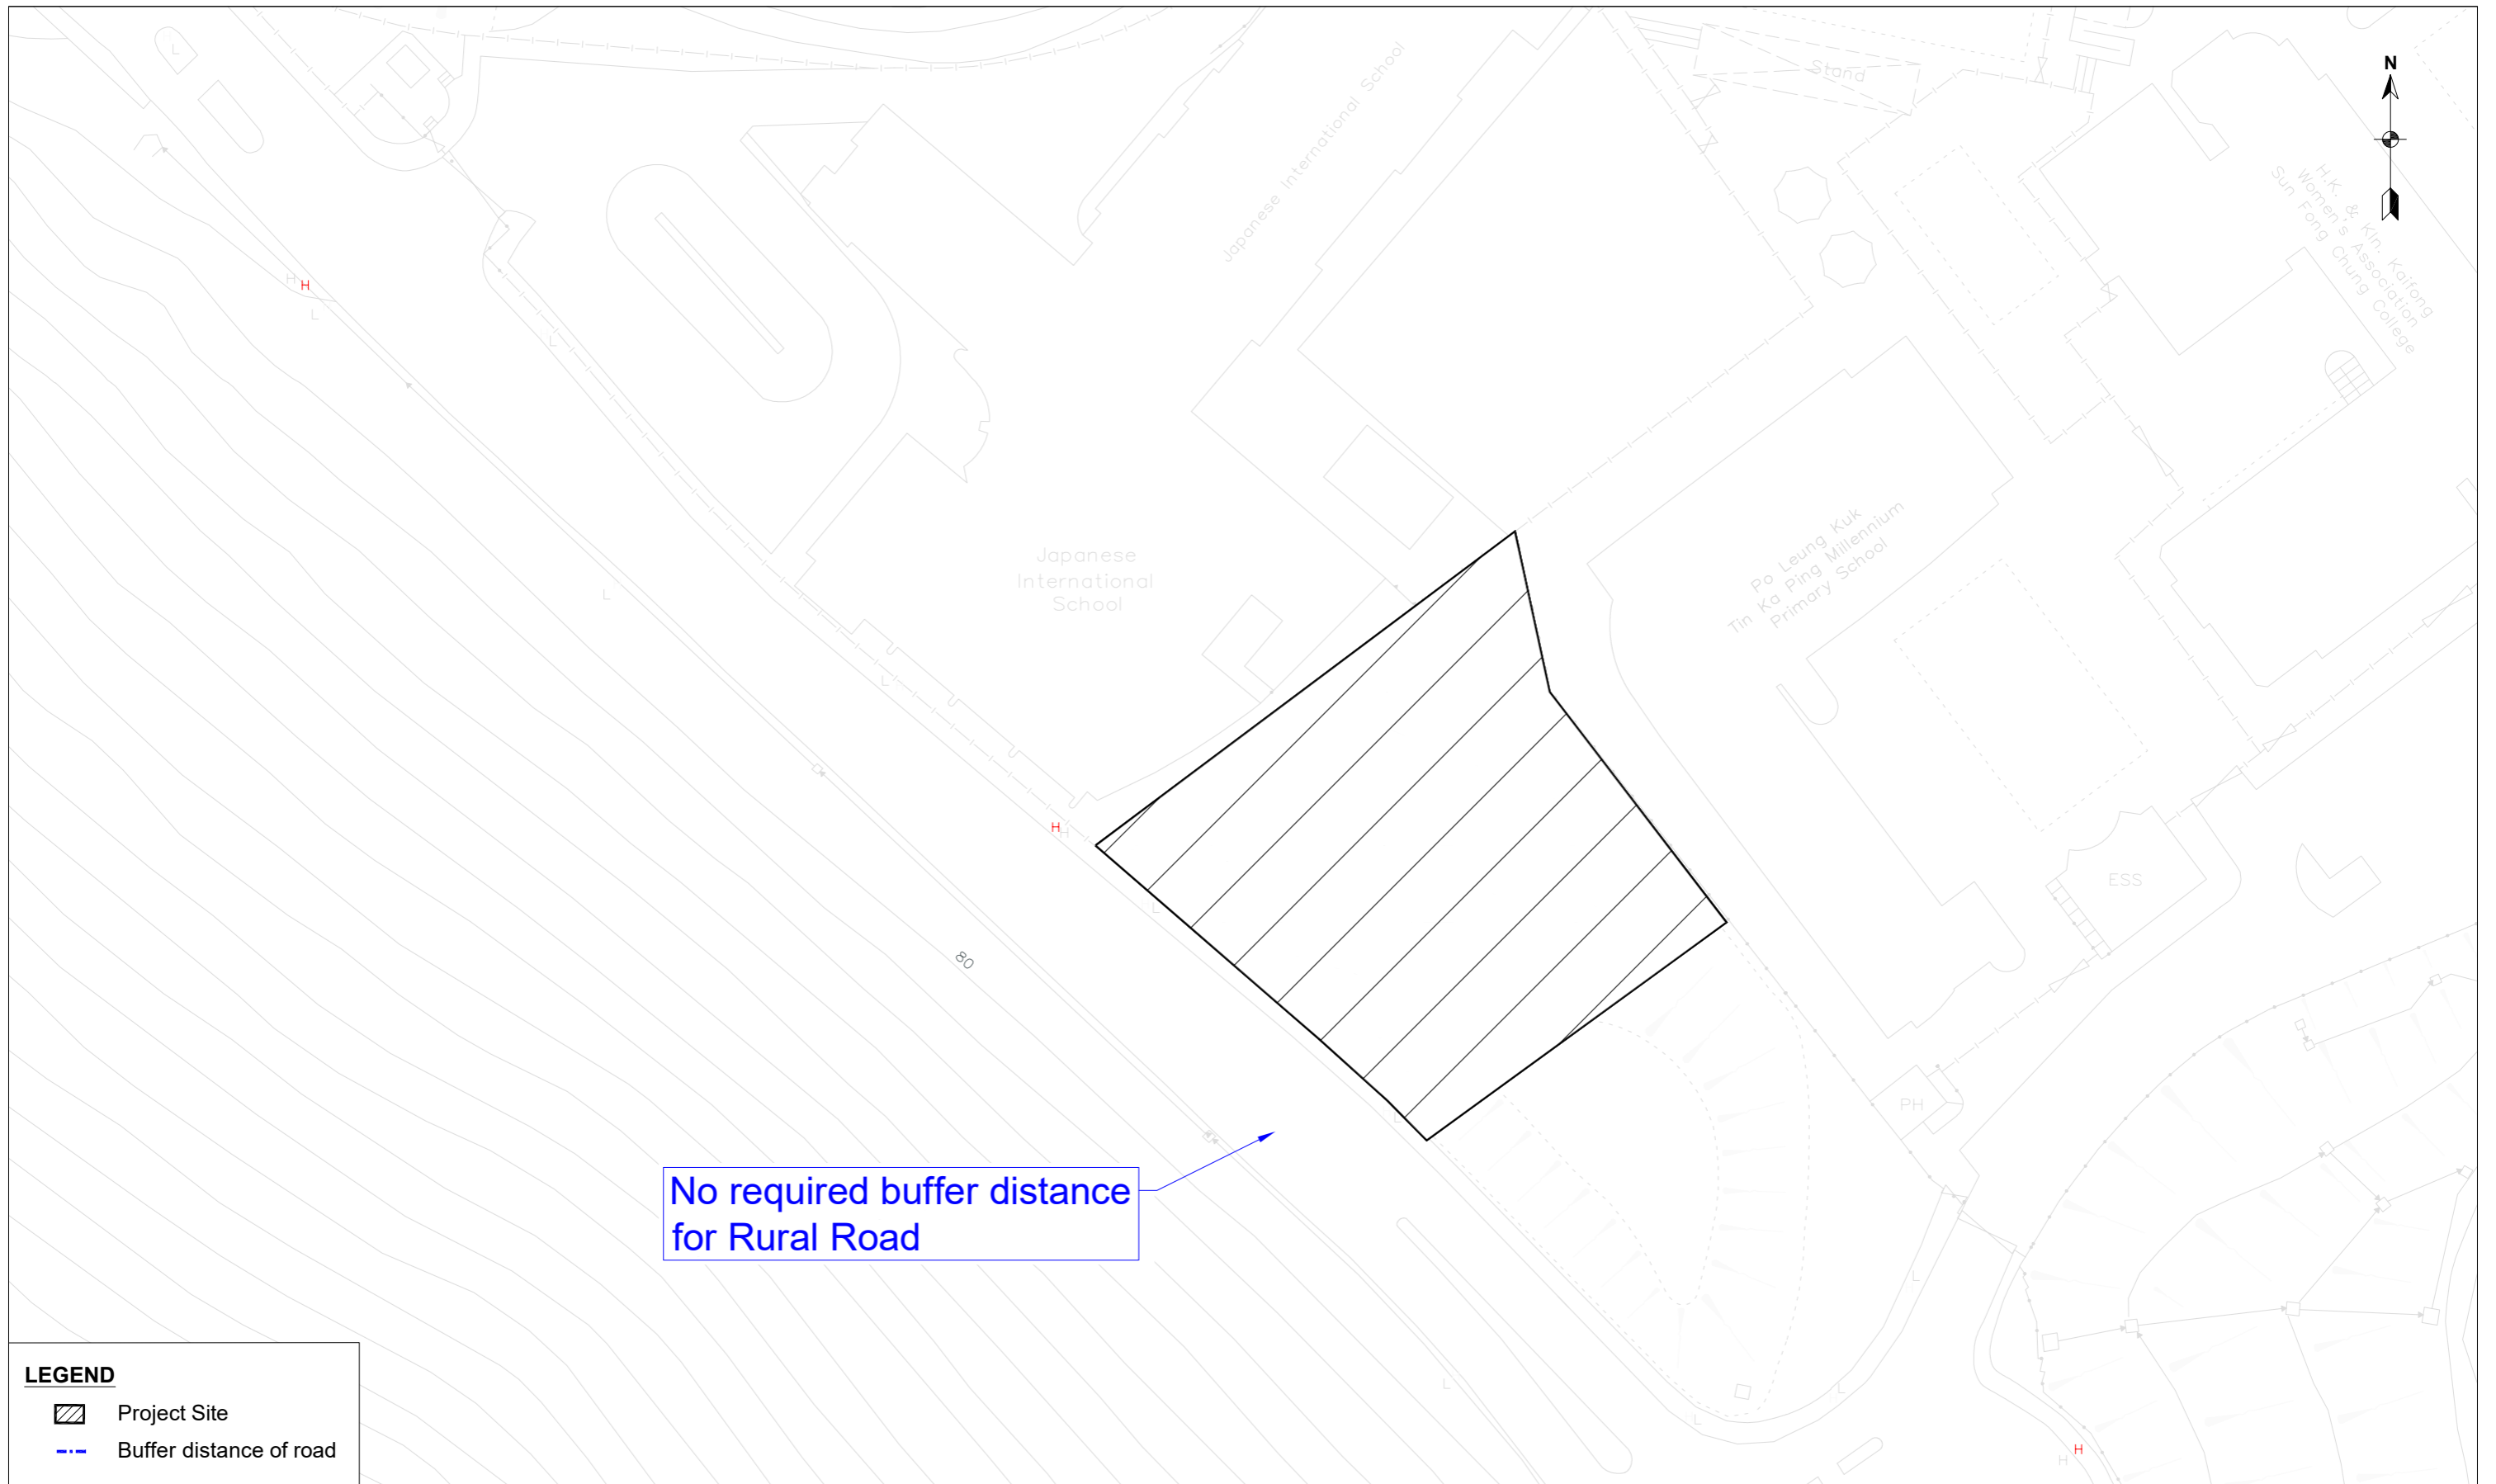 L
Stand
N
Japanese International School
H.K. & Kln. Kaifong
Women's Association
Sun Fong Chung College
H
H
L
L
Japanese
International
School
Po Leung Kuk
Tin Ka Ping Millennium
Primary School
L
L
H
H
L
ESS
80
L
PH
No required buffer distance
for Rural Road
L
L
L
L
H
H
LEGEND
Project Site
Buffer distance of road